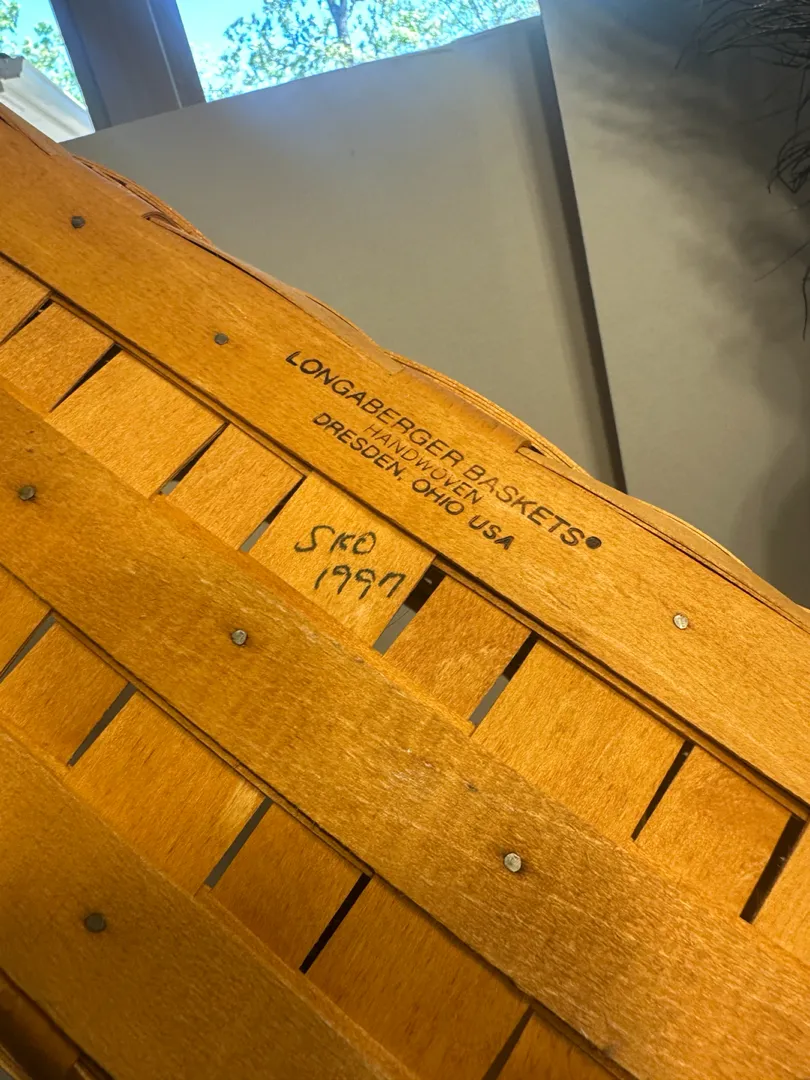 LONGABERGER BASKETS®
HANDWOVEN
DRESDEN, OHIO USA
SKO
1997